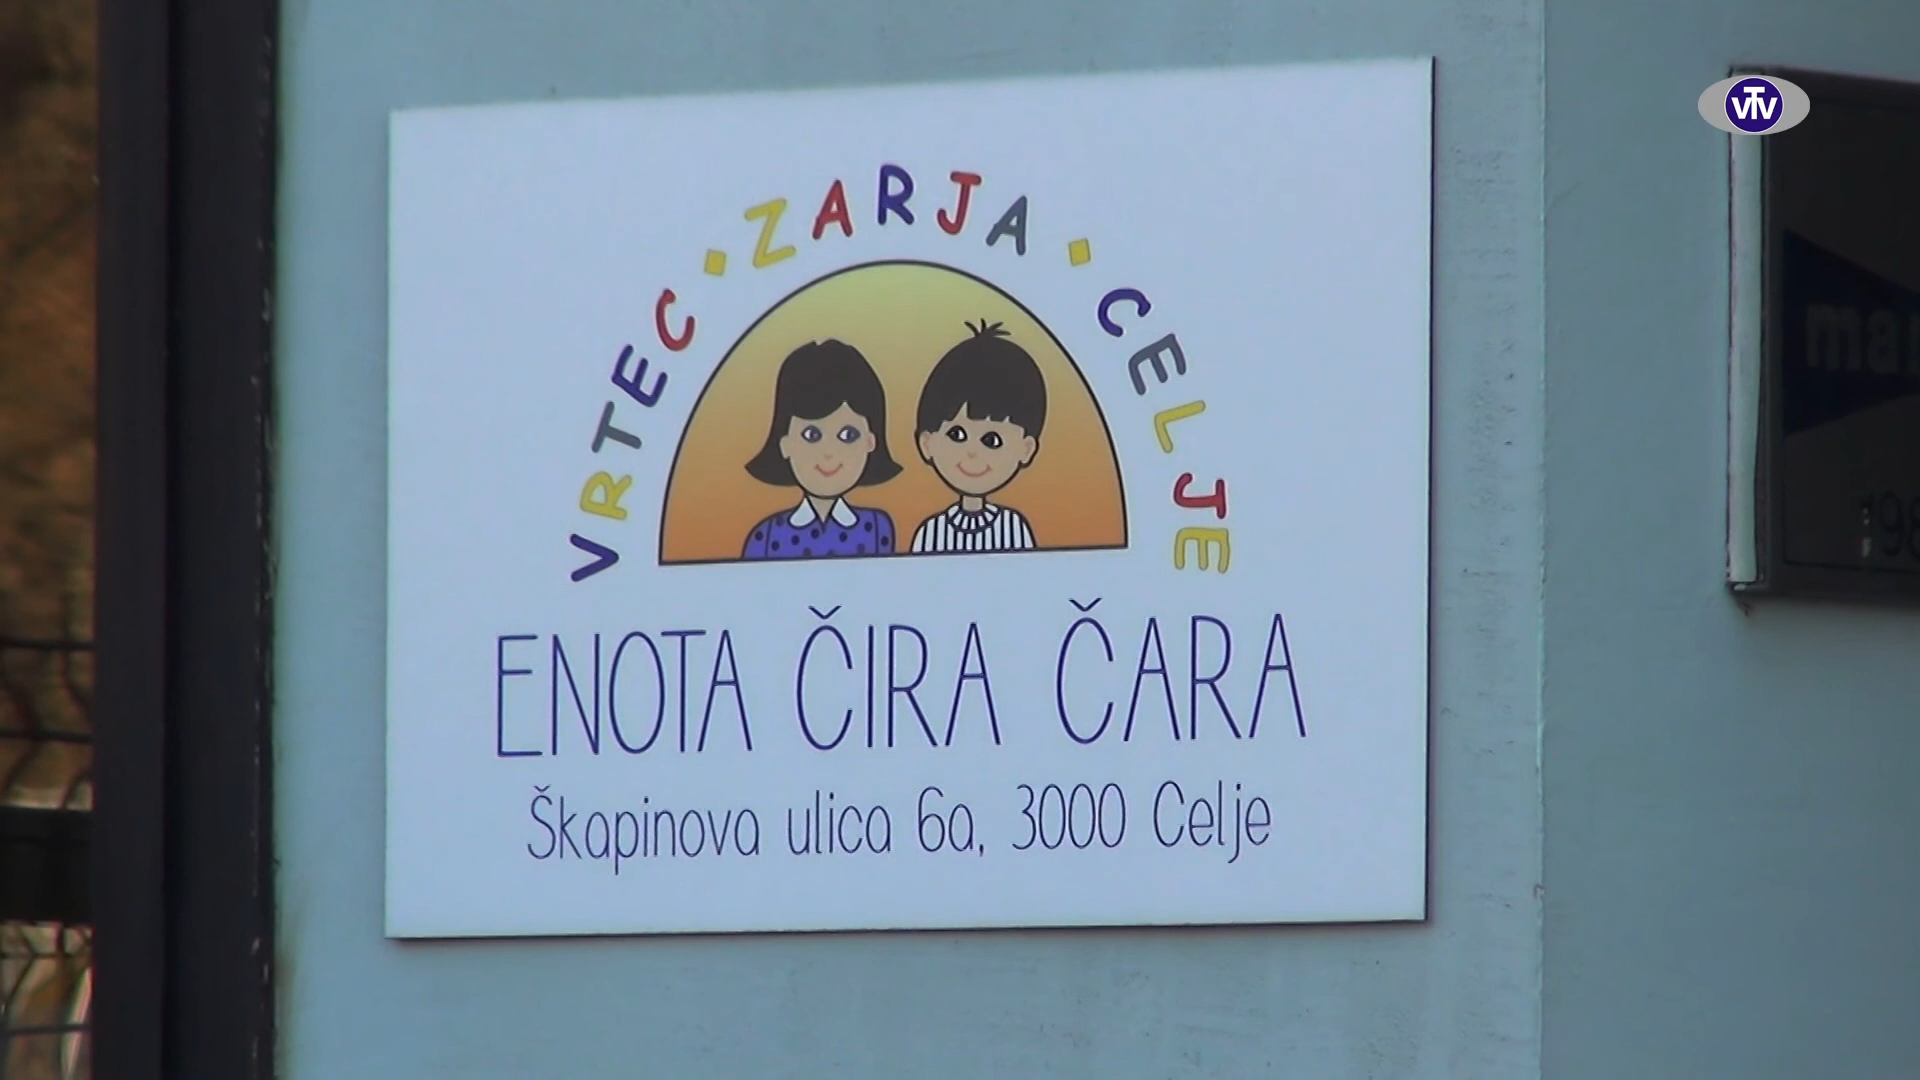 VRTEC · ZARJA · CELJE
ENOTA ČIRA ČARA
Škapinova ulica 6a, 3000 Celje
VTV